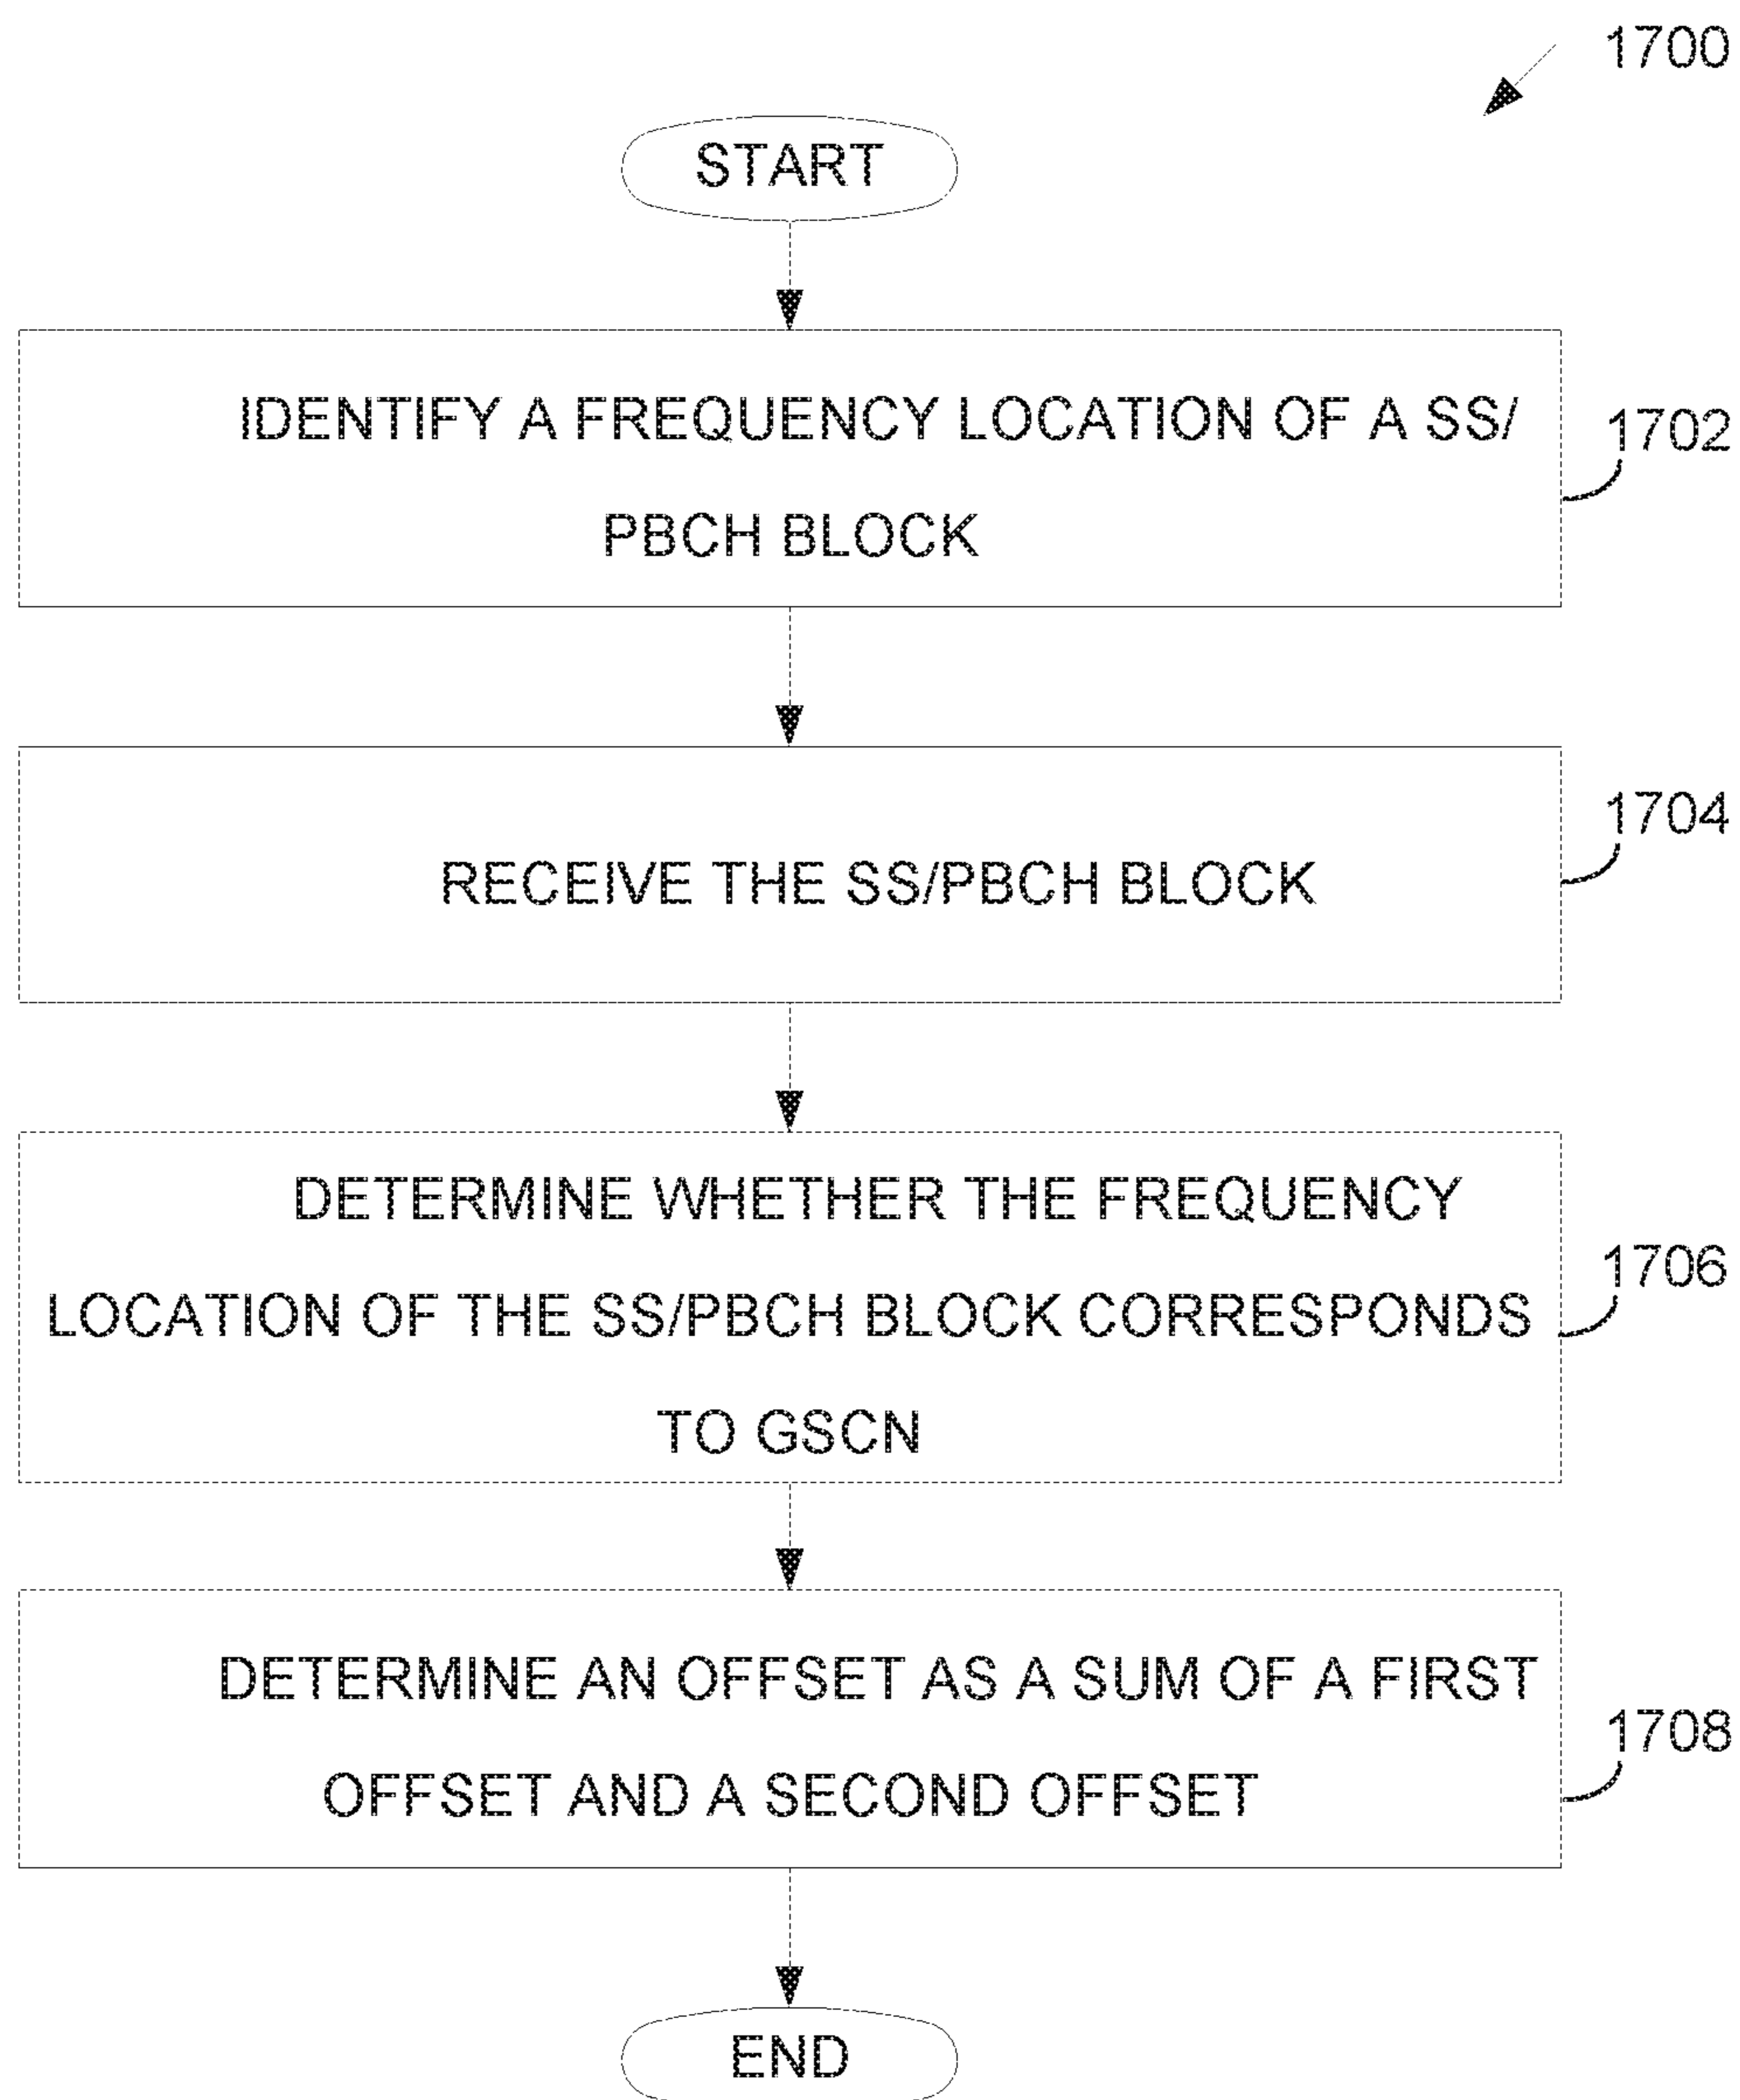 1700
START
IDENTIFY A FREQUENCY LOCATION OF A SS/
PBCH BLOCK
1702
RECEIVE THE SS/PBCH BLOCK
1704
DETERMINE WHETHER THE FREQUENCY
LOCATION OF THE SS/PBCH BLOCK CORRESPONDS
TO GSCN
1706
DETERMINE AN OFFSET AS A SUM OF A FIRST
OFFSET AND A SECOND OFFSET
1708
END